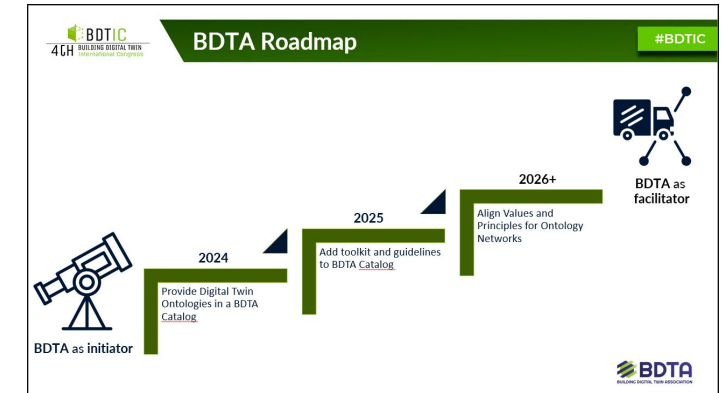 BDTIC
4GH BUILDING DIGITAL TWIN
International Congress
BDTA Roadmap
#BDTIC
2026+
BDTA as
facilitator
Align Values and
Principles for Ontology
Networks
2025
Add toolkit and guidelines
to BDTA Catalog
2024
Provide Digital Twin
Ontologies in a BDTA
Catalog
BDTA as initiator
BDTA
BUILDING DIGITAL TWIN ASSOCIATION